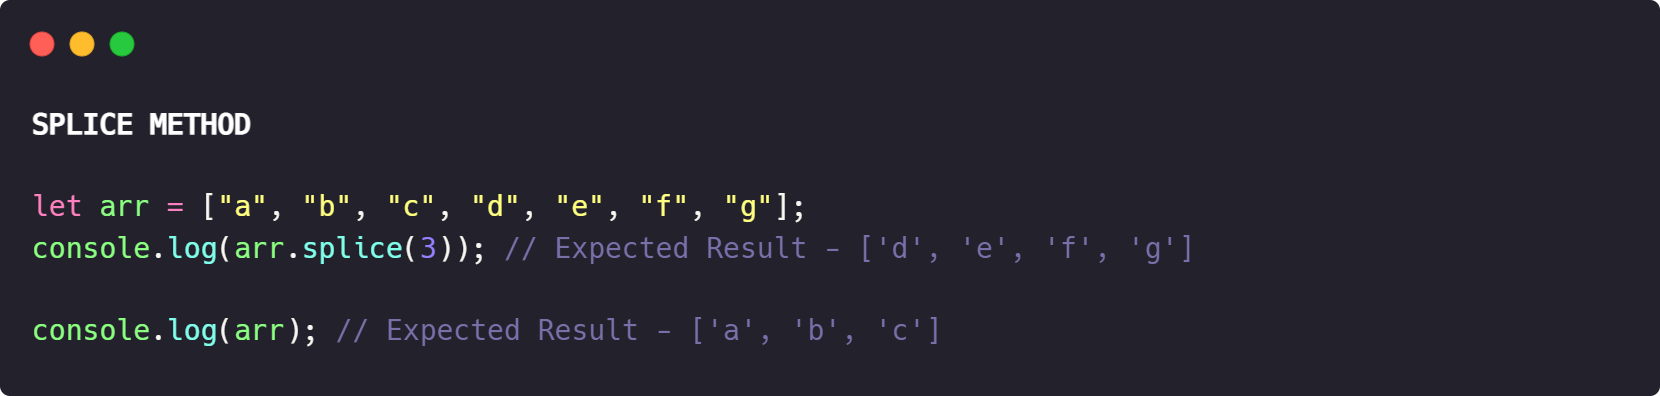 SPLICE METHOD
let arr = ["a", "b", "c", "d", "e", "f", "g"];
console.log(arr.splice(3)); // Expected Result - ['d', 'e', 'f', 'g']
console.log(arr); // Expected Result - ['a', 'b', 'c']